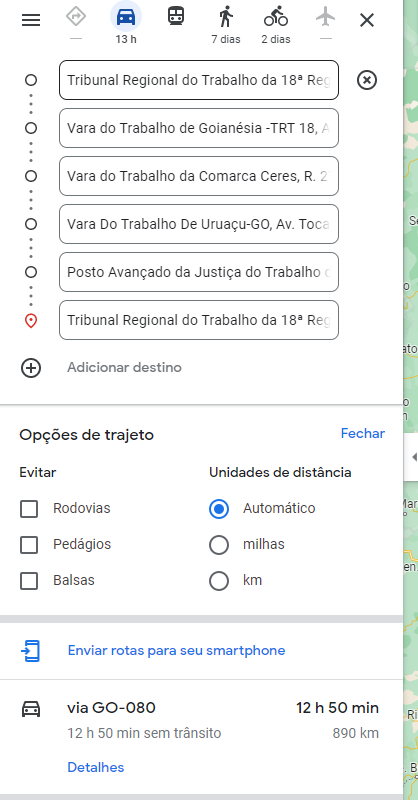 13 h
7 dias
2 dias
Tribunal Regional do Trabalho da 18ª Reg
Vara do Trabalho de Goianésia -TRT 18, A
Vara do Trabalho da Comarca Ceres, R. 2
Vara Do Trabalho De Uruaçu-GO, Av. Toca
Posto Avançado da Justiça do Trabalho d
Tribunal Regional do Trabalho da 18ª Reg
Adicionar destino
Opções de trajeto
Fechar
Evitar
Unidades de distância
Rodovias
Automático
Pedágios
milhas
Balsas
km
Enviar rotas para seu smartphone
via GO-080
12 h 50 min
12 h 50 min sem trânsito
890 km
Detalhes